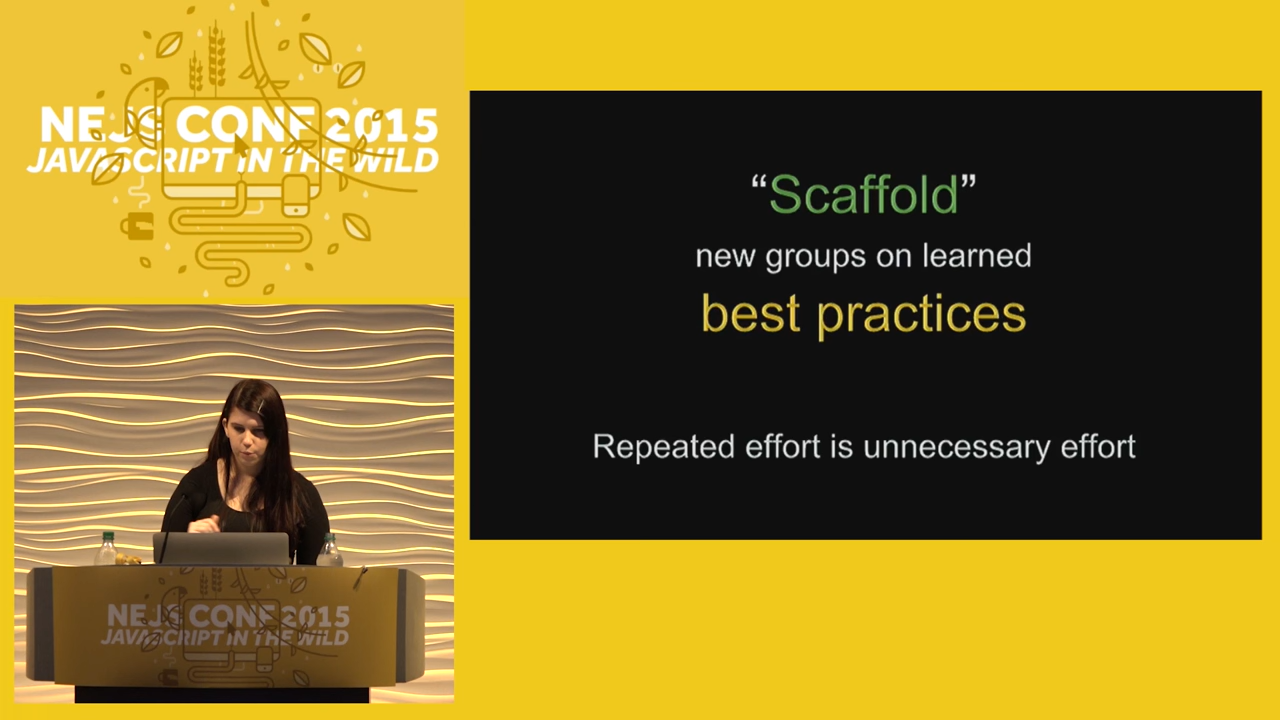 NEJS CONF 2015
JAVASCRIPT IN THE WILD
“Scaffold”
new groups on learned
best practices
Repeated effort is unnecessary effort
NEJS CONF 2015
JAVASCRIPT IN THE WILD